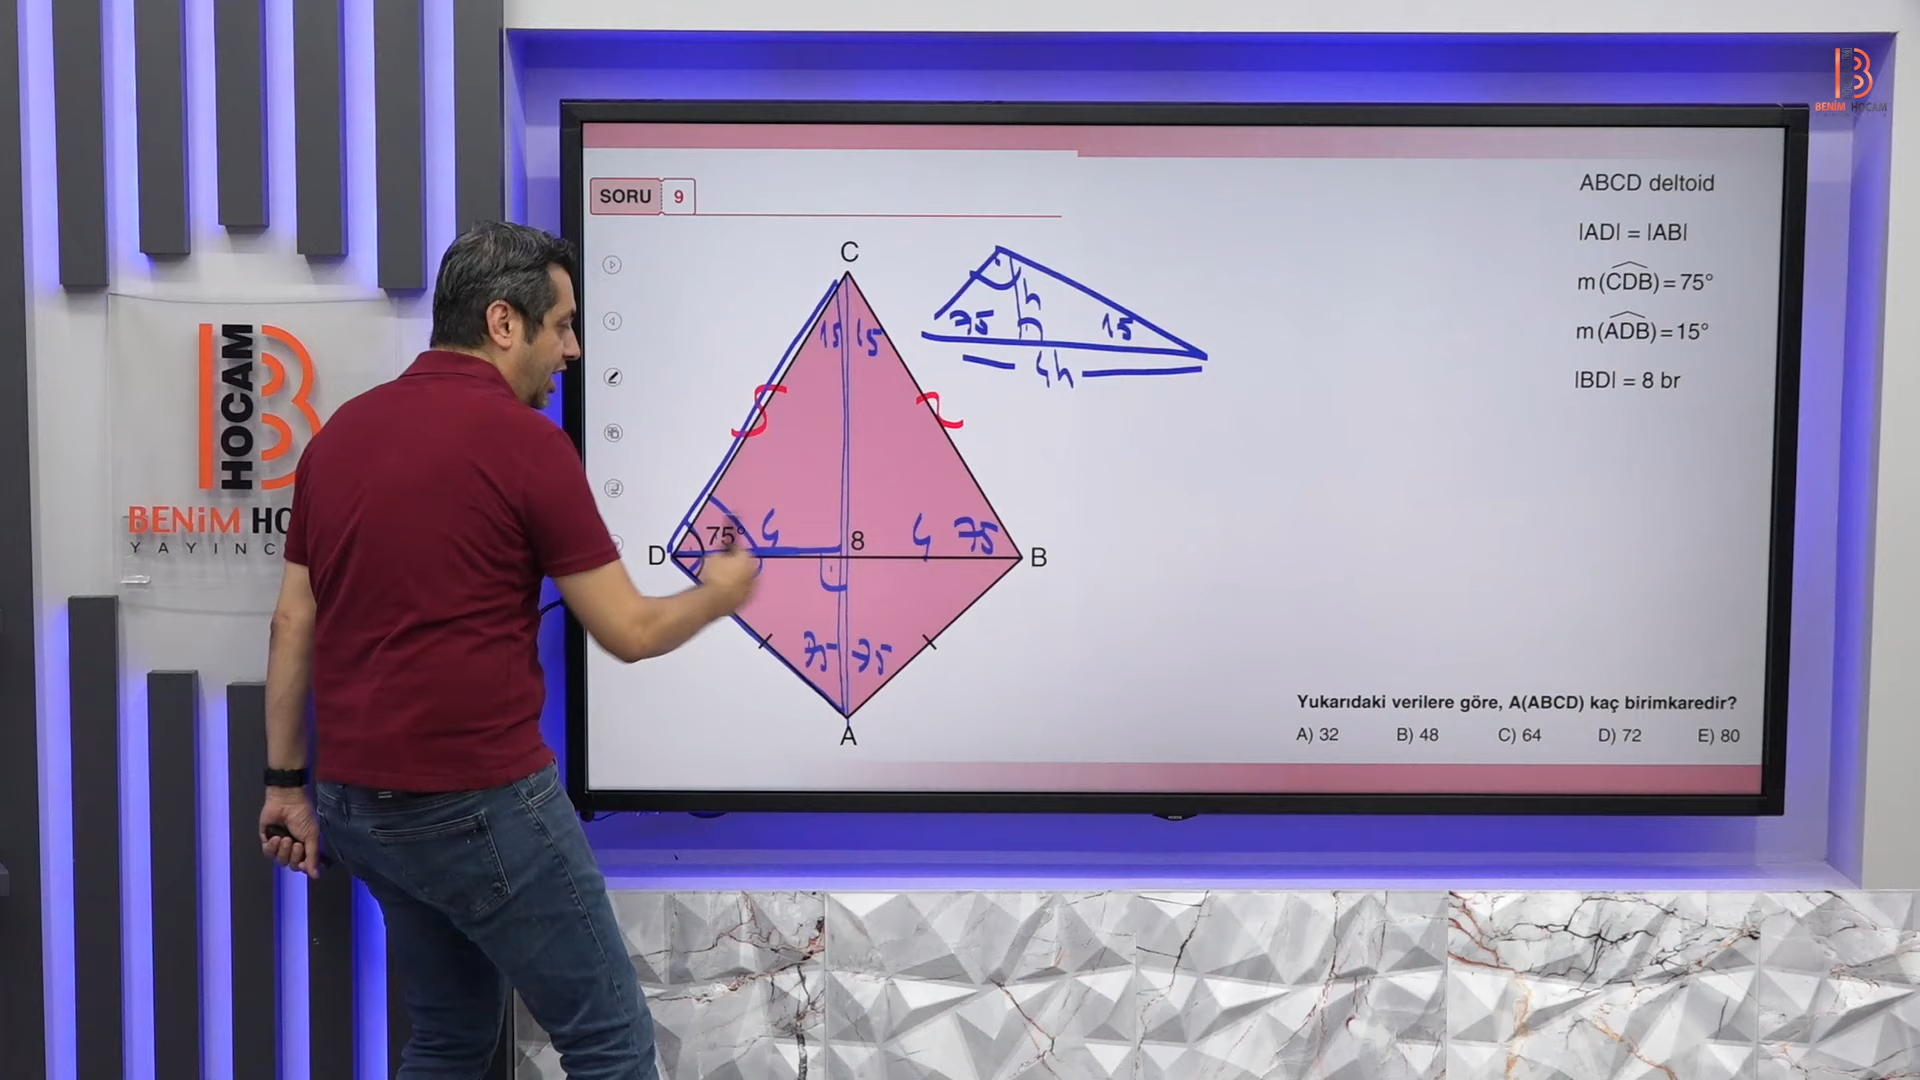 BENİM HOCAM
SORU 9
ABCD deltoid
|AD| = |AB|
m(CDB) = 75°
m(ADB) = 15°
|BD| = 8 br
C
15 15
75 h 15
4h
75° 4 8 4 75
D B
75 75
A
Yukarıdaki verilere göre, A(ABCD) kaç birimkaredir?
A) 32 B) 48 C) 64 D) 72 E) 80
HOCAM
BENİM HO
YAYINC